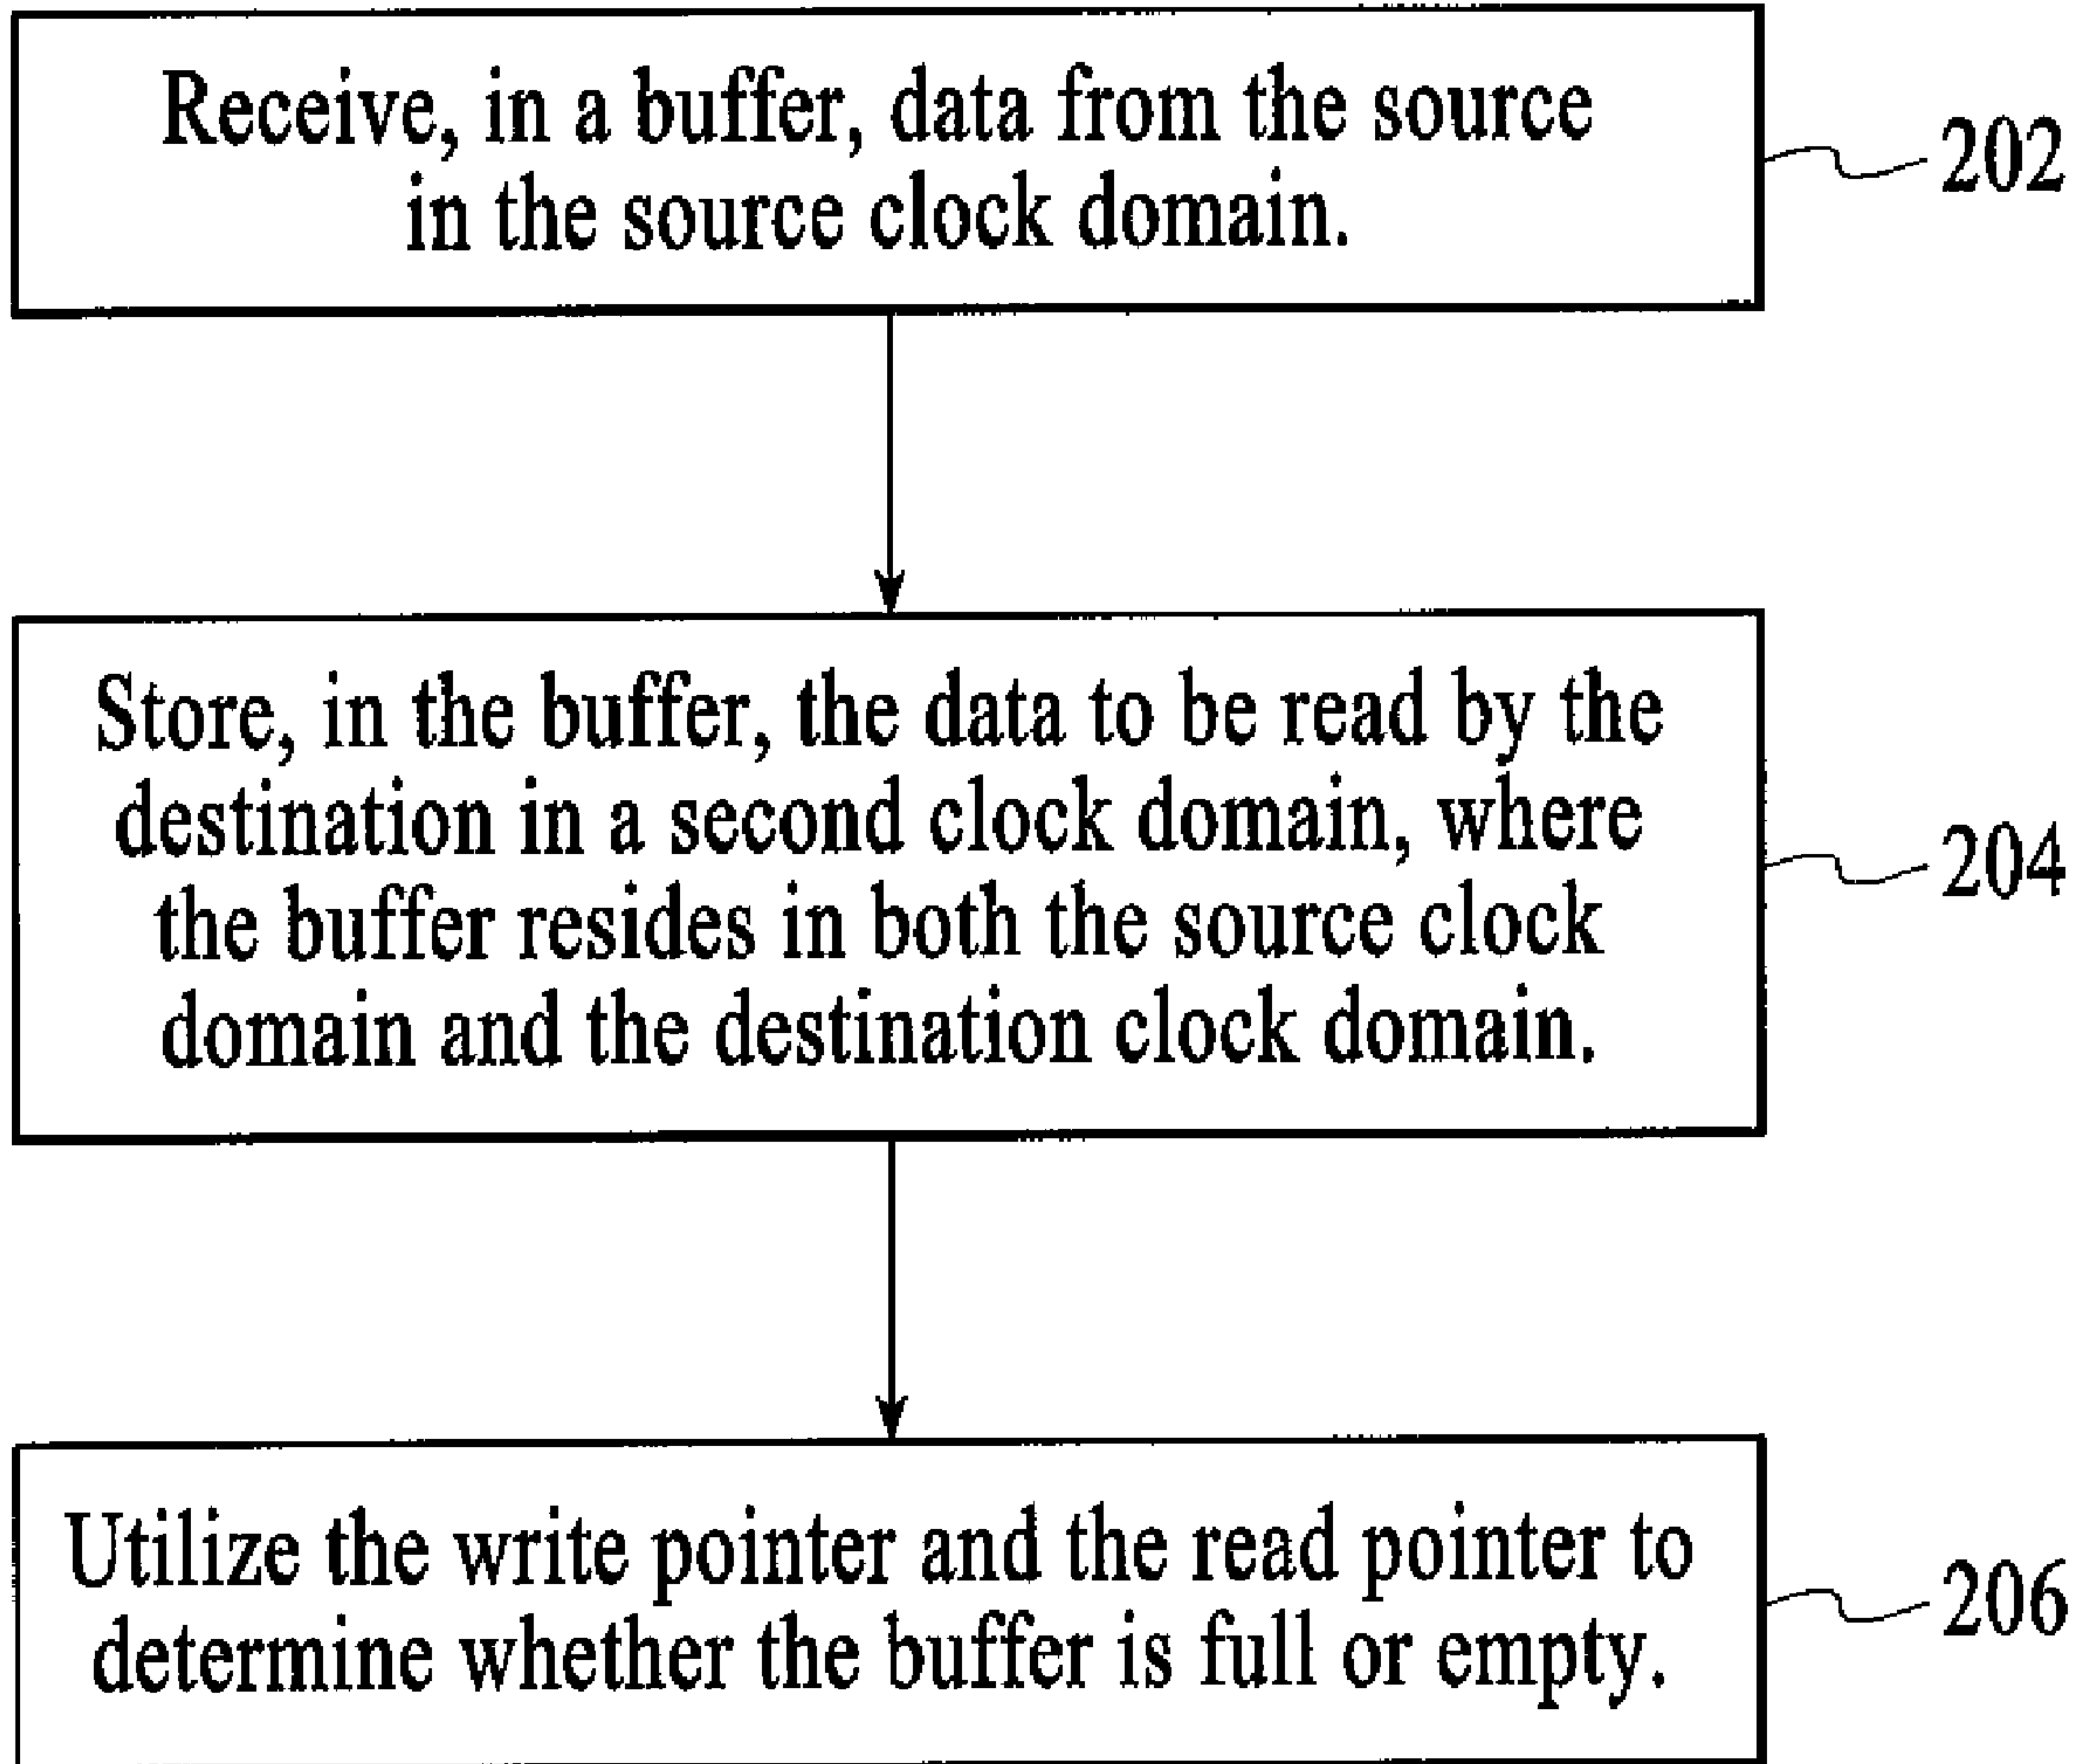 Receive, in a buffer, data from the source
in the source clock domain.
202
Store, in the buffer, the data to be read by the
destination in a second clock domain, where
the buffer resides in both the source clock
domain and the destination clock domain.
204
Utilize the write pointer and the read pointer to
determine whether the buffer is full or empty.
206